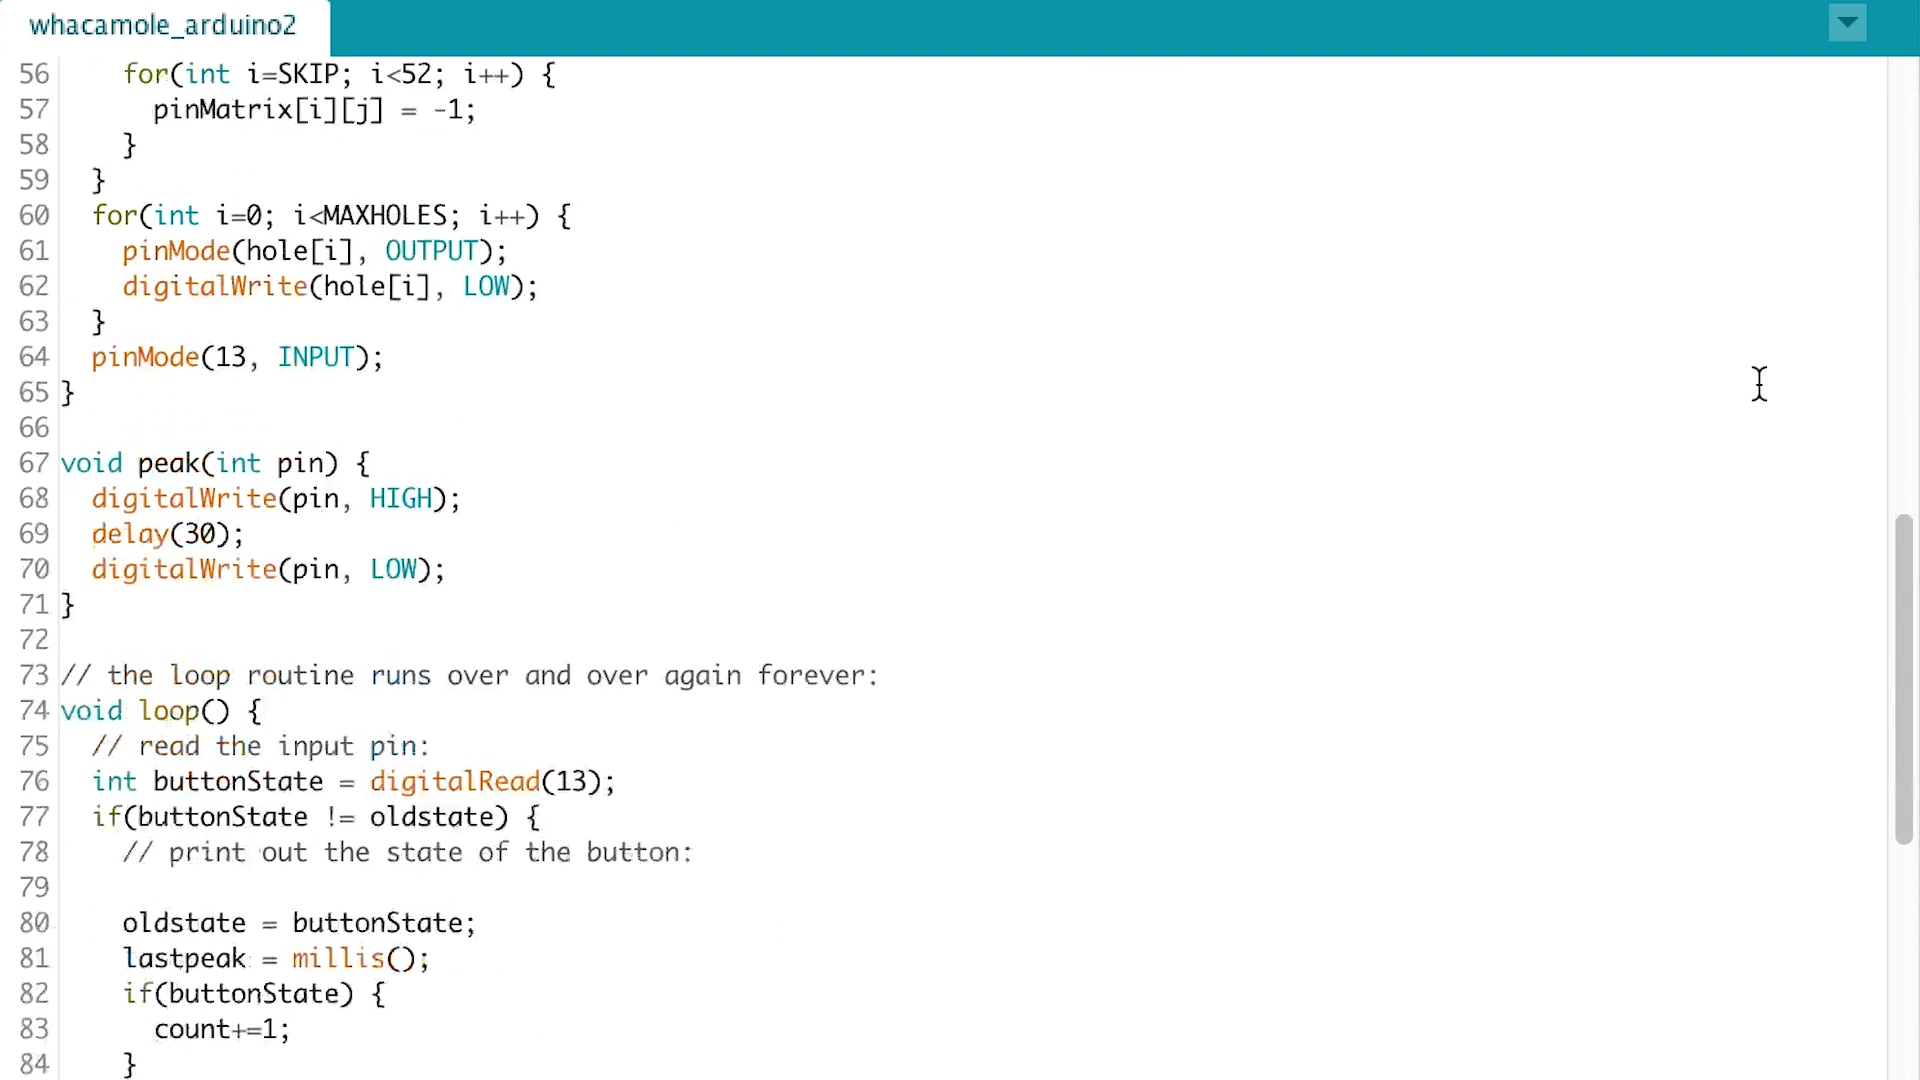 whacamole_arduino2
56 for(int i=SKIP; i<52; i++) {
57 pinMatrix[i][j] = -1;
58 }
59 }
60 for(int i=0; i<MAXHOLES; i++) {
61 pinMode(hole[i], OUTPUT);
62 digitalWrite(hole[i], LOW);
63 }
64 pinMode(13, INPUT);
65 }
66
67 void peak(int pin) {
68 digitalWrite(pin, HIGH);
69 delay(30);
70 digitalWrite(pin, LOW);
71 }
72
73 // the loop routine runs over and over again forever:
74 void loop() {
75 // read the input pin:
76 int buttonState = digitalRead(13);
77 if(buttonState != oldstate) {
78 // print out the state of the button:
79
80 oldstate = buttonState;
81 lastpeak = millis();
82 if(buttonState) {
83 count+=1;
84 }